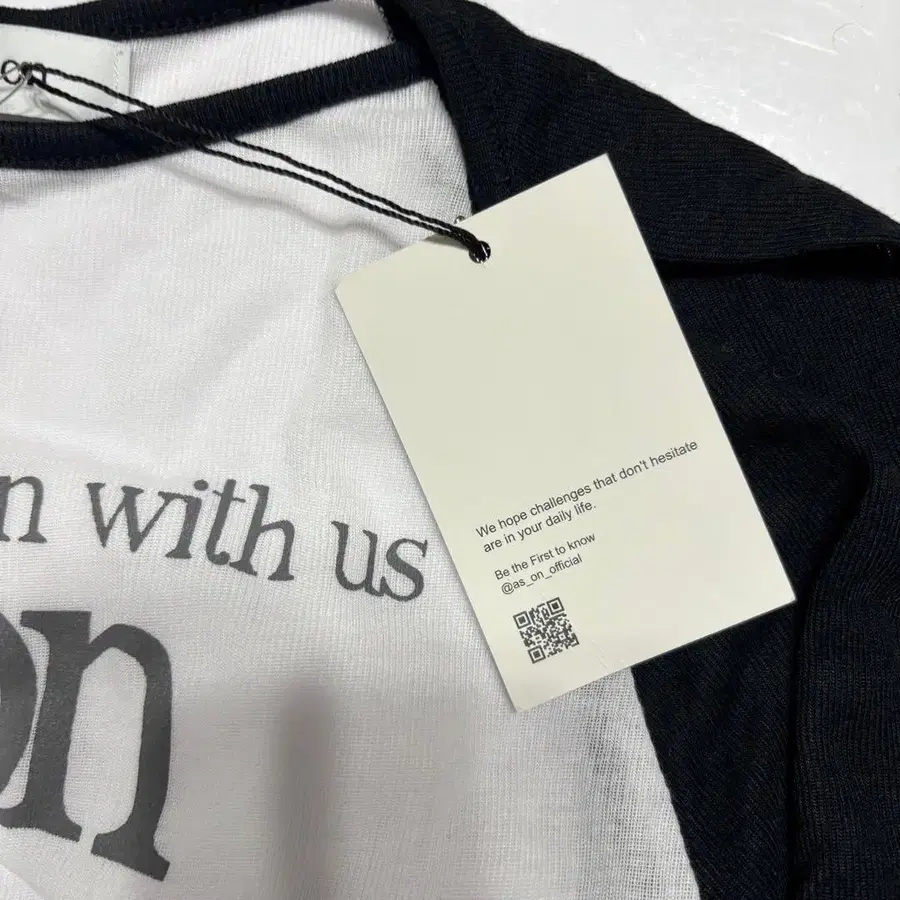 on
n with us
on
We hope challenges that don't hesitate
are in your daily life.
Be the First to know
@as_on_official